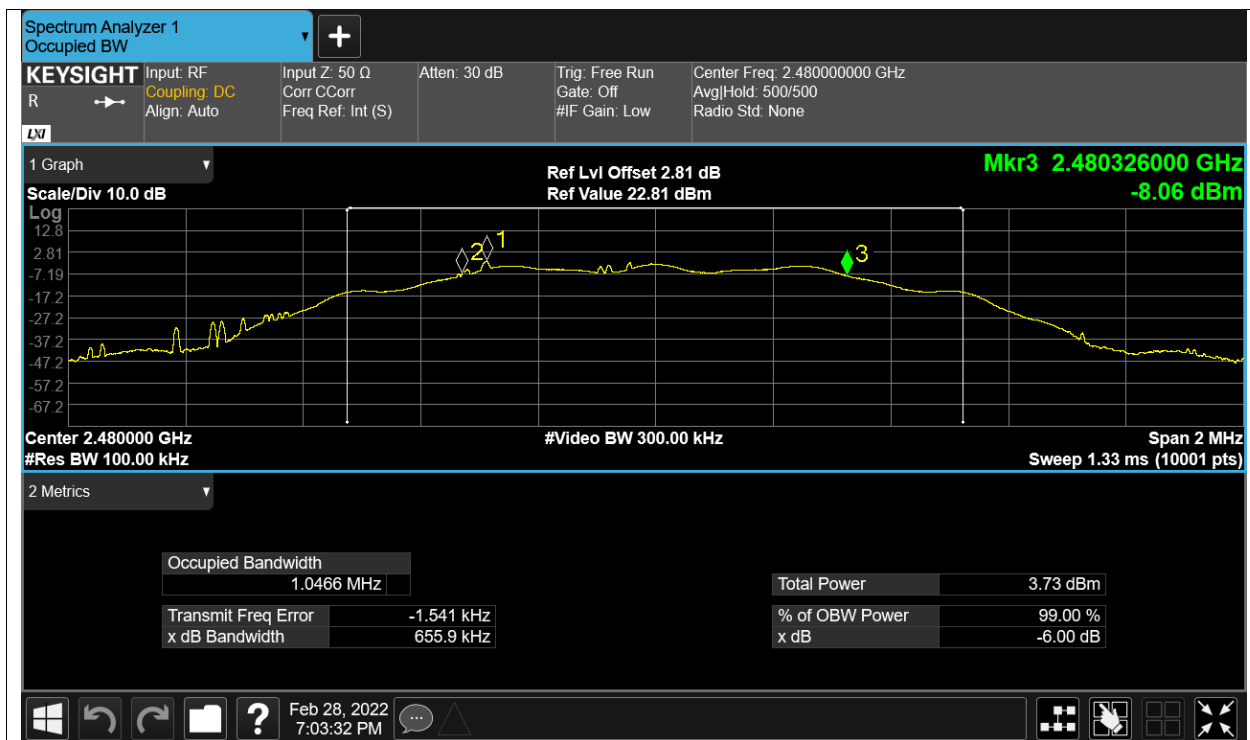 Spectrum Analyzer 1
Occupied BW
+
KEYSIGHT
R
LXI
Input: RF
Coupling: DC
Align: Auto
Input Z: 50 Ω
Corr CCorr
Freq Ref: Int (S)
Atten: 30 dB
Trig: Free Run
Gate: Off
#IF Gain: Low
Center Freq: 2.480000000 GHz
Avg|Hold: 500/500
Radio Std: None
1 Graph
Scale/Div 10.0 dB
Ref Lvl Offset 2.81 dB
Ref Value 22.81 dBm
Mkr3 2.480326000 GHz
-8.06 dBm
Log
12.8
2.81
-7.19
-17.2
-27.2
-37.2
-47.2
-57.2
-67.2
2
1
3
Center 2.480000 GHz
#Res BW 100.00 kHz
#Video BW 300.00 kHz
Span 2 MHz
Sweep 1.33 ms (10001 pts)
2 Metrics
Occupied Bandwidth
1.0466 MHz
Transmit Freq Error -1.541 kHz
x dB Bandwidth 655.9 kHz
Total Power 3.73 dBm
% of OBW Power 99.00 %
x dB -6.00 dB
?
Feb 28, 2022
7:03:32 PM